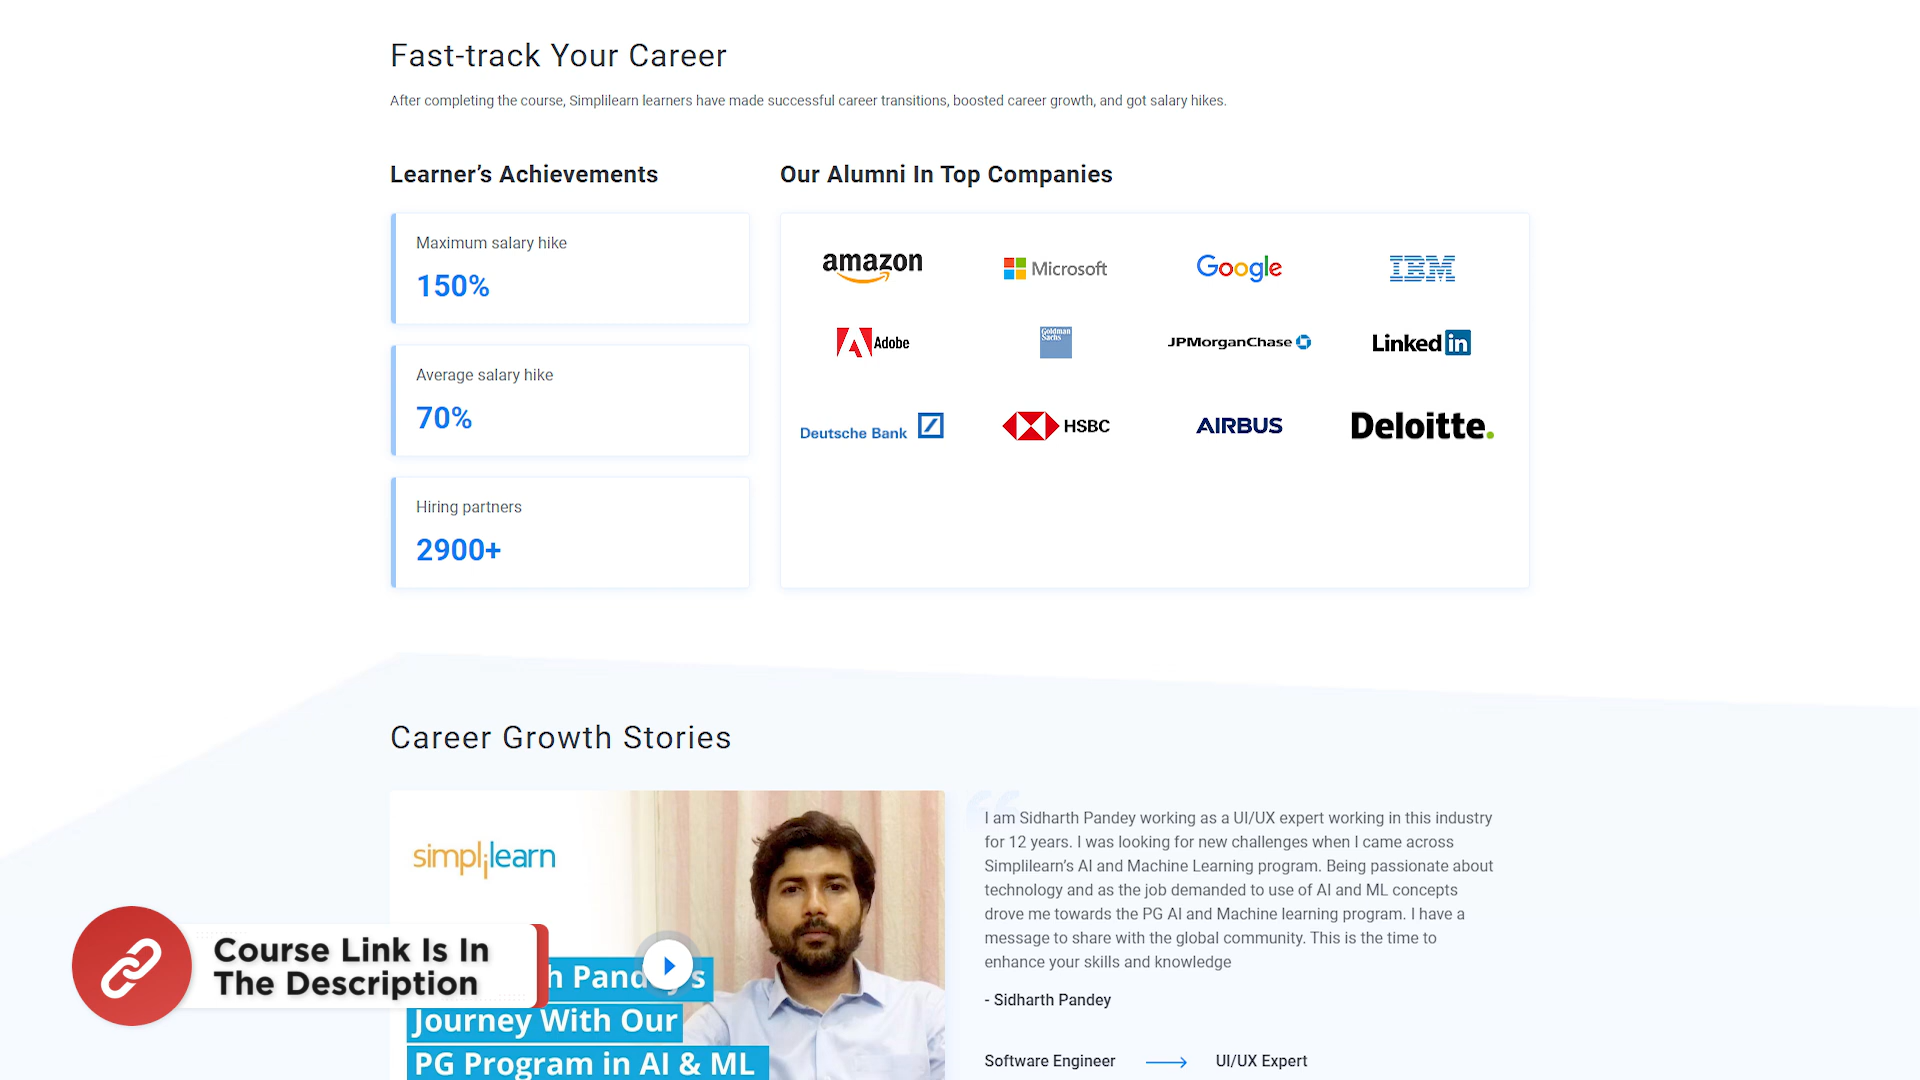 Fast-track Your Career
After completing the course, Simplilearn learners have made successful career transitions, boosted career growth, and got salary hikes.
Learner’s Achievements
Our Alumni In Top Companies
Maximum salary hike
150%
Average salary hike
70%
Hiring partners
2900+
amazon
Microsoft
Google
IBM
Adobe
Goldman
Sachs
JPMorganChase
Linked in
Deutsche Bank
HSBC
AIRBUS
Deloitte.
Career Growth Stories
simplilearn
Journey With Our
PG Program in AI & ML
I am Sidharth Pandey working as a UI/UX expert working in this industry
for 12 years. I was looking for new challenges when I came across
Simplilearn’s AI and Machine Learning program. Being passionate about
technology and as the job demanded to use of AI and ML concepts
drove me towards the PG AI and Machine learning program. I have a
message to share with the global community. This is the time to
enhance your skills and knowledge
- Sidharth Pandey
Software Engineer
UI/UX Expert
Course Link Is In
The Description